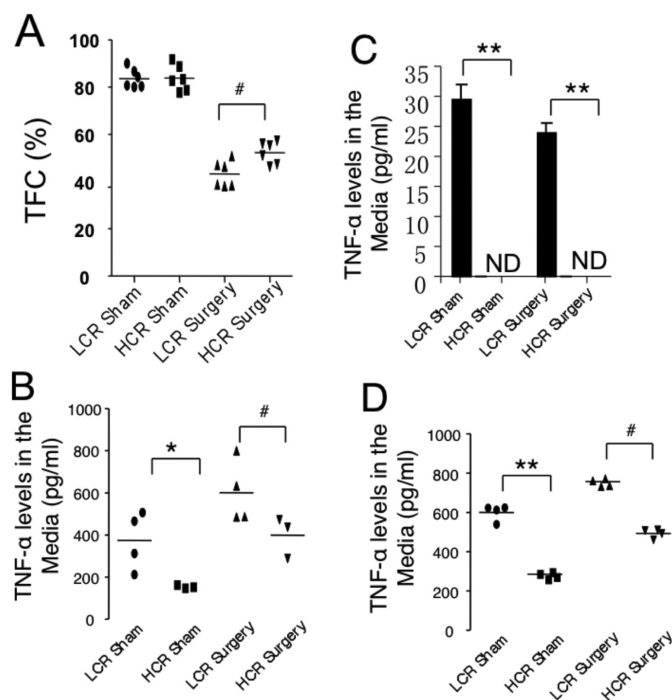 A
TFC (%)
100
80
60
40
20
0
#
LCR Sham
HCR Sham
LCR Surgery
HCR Surgery
C
TNF-α levels in the
Media (pg/ml)
35
30
25
20
15
10
5
0
**
**
ND
ND
LCR Sham
HCR Sham
LCR Surgery
HCR Surgery
B
TNF-α levels in the
Media (pg/ml)
1000
800
600
400
200
0
*
#
LCR Sham
HCR Sham
LCR Surgery
HCR Surgery
D
TNF-α levels in the
Media (pg/ml)
1000
800
600
400
200
0
**
#
LCR Sham
HCR Sham
LCR Surgery
HCR Surgery